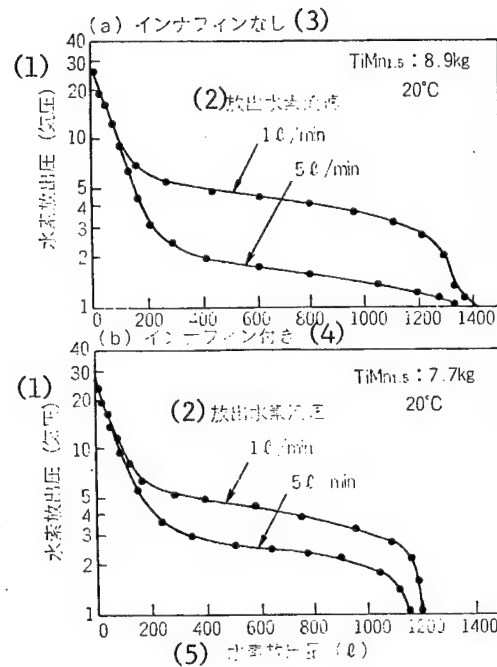 (a) インナフィンなし (3)
(1)
水素放出圧 (気圧)
40
30
20
10
5
4
3
2
1
TiMn1.5 : 8.9kg
20°C
(2) 放出水素流速
1ℓ/min
5ℓ/min
0 200 400 600 800 1000 1200 1400
(b) インナフィン付き (4)
(1)
水素放出圧 (気圧)
40
30
20
10
5
4
3
2
1
TiMn1.5 : 7.7kg
20°C
(2) 放出水素流速
1ℓ/min
5ℓ/min
0 200 400 600 800 1000 1200 1400
(5) 水素放出圧 (ℓ)